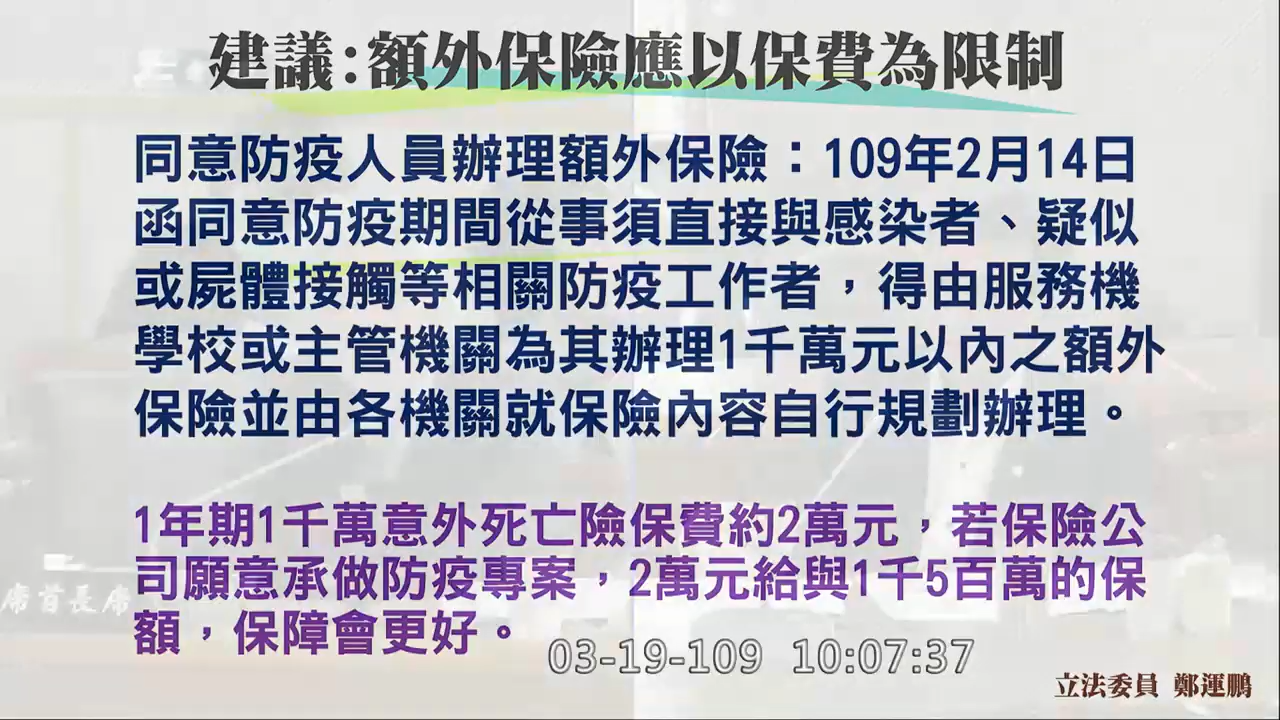 建議:額外保險應以保費為限制
同意防疫人員辦理額外保險：109年2月14日
函同意防疫期間從事須直接與感染者、疑似
或屍體接觸等相關防疫工作者，得由服務機
學校或主管機關為其辦理1千萬元以內之額外
保險並由各機關就保險內容自行規劃辦理。
1年期1千萬意外死亡險保費約2萬元，若保險公
司願意承做防疫專案，2萬元給與1千5百萬的保
額，保障會更好。
席首長席
03-19-109 10:07:37
立法委員 鄭運鵬